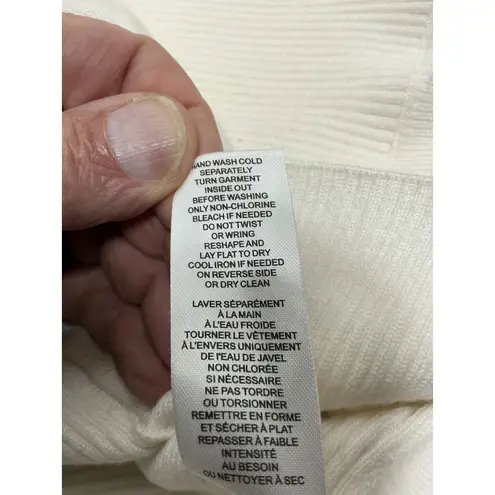 HAND WASH COLD
SEPARATELY
TURN GARMENT
INSIDE OUT
BEFORE WASHING
ONLY NON-CHLORINE
BLEACH IF NEEDED
DO NOT TWIST
OR WRING
RESHAPE AND
LAY FLAT TO DRY
COOL IRON IF NEEDED
ON REVERSE SIDE
OR DRY CLEAN
LAVER SÉPARÉMENT
À LA MAIN
À L'EAU FROIDE
TOURNER LE VÊTEMENT
À L'ENVERS UNIQUEMENT
DE l'EAU DE JAVEL
NON CHLORÉE
SI NÉCESSAIRE
NE PAS TORDRE
OU TORSIONNER
REMETTRE EN FORME
ET SÉCHER À PLAT
REPASSER À FAIBLE
INTENSITÉ
AU BESOIN
OU NETTOYER À SEC